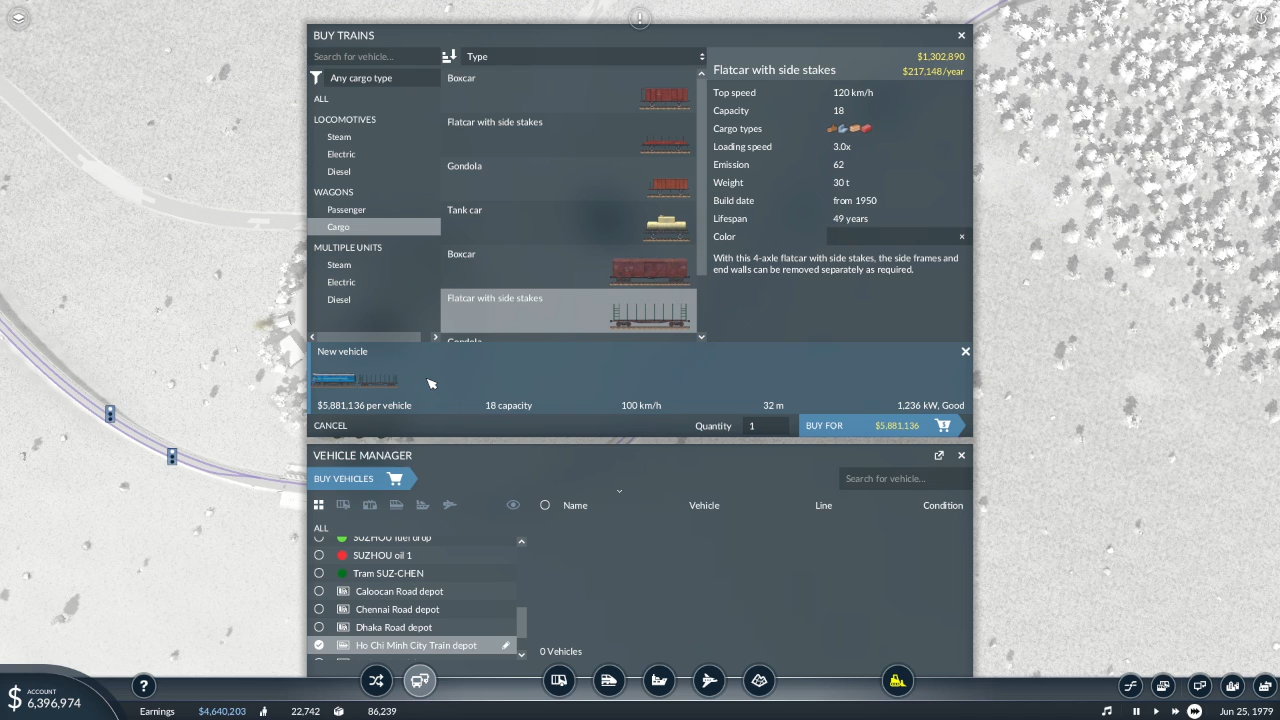 BUY TRAINS
Search for vehicle...
Type
Any cargo type
ALL
LOCOMOTIVES
Steam
Electric
Diesel
WAGONS
Passenger
Cargo
MULTIPLE UNITS
Steam
Electric
Diesel
Boxcar
Flatcar with side stakes
Gondola
Tank car
Boxcar
Flatcar with side stakes
Gondola
$1,302,890
Flatcar with side stakes $217,148/year
Top speed 120 km/h
Capacity 18
Cargo types
Loading speed 3.0x
Emission 62
Weight 30 t
Build date from 1950
Lifespan 49 years
Color
With this 4-axle flatcar with side stakes, the side frames and
end walls can be removed separately as required.
New vehicle
$5,881,136 per vehicle 18 capacity 100 km/h 32 m 1,236 kW, Good
CANCEL Quantity 1 BUY FOR $5,881,136
VEHICLE MANAGER
BUY VEHICLES Search for vehicle...
Name Vehicle Line Condition
ALL
SUZHOU fuel drop
SUZHOU oil 1
Tram SUZ-CHEN
Caloocan Road depot
Chennai Road depot
Dhaka Road depot
Ho Chi Minh City Train depot
0 Vehicles
$ ACCOUNT
6,396,974
?
Earnings $4,640,203 22,742 86,239 Jun 25, 1979